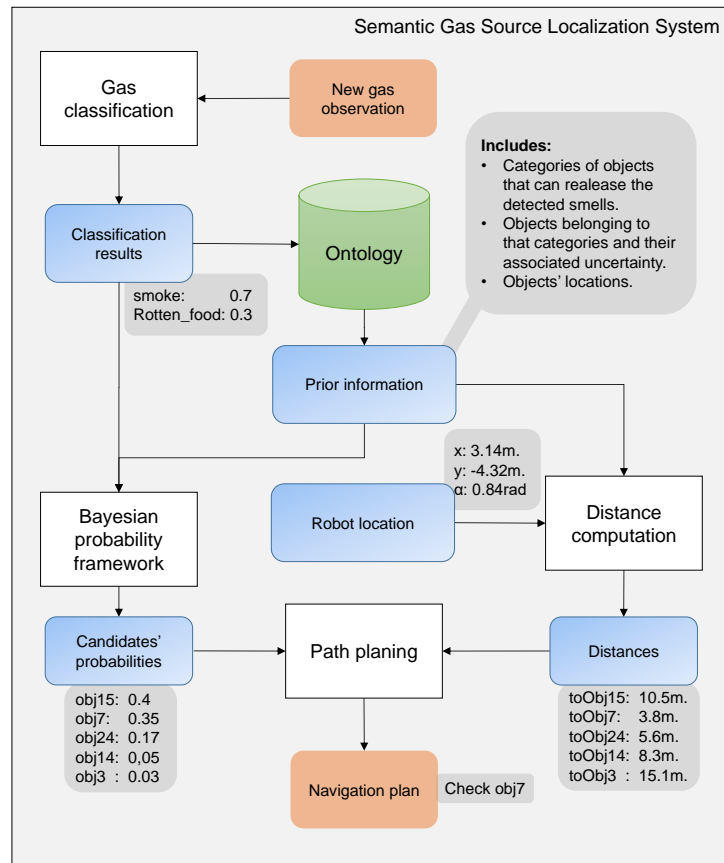 Semantic Gas Source Localization System
Gas
classification
New gas
observation
Includes:
• Categories of objects
that can realease the
detected smells.
• Objects belonging to
that categories and their
associated uncertainty.
• Objects' locations.
Classification
results
Ontology
smoke: 0.7
Rotten_food: 0.3
Prior information
x: 3.14m.
y: -4.32m.
α: 0.84rad
Bayesian
probability
framework
Robot location
Distance
computation
Candidates'
probabilities
Path planing
Distances
obj15: 0.4
obj7: 0.35
obj24: 0.17
obj14: 0,05
obj3 : 0.03
toObj15: 10.5m.
toObj7: 3.8m.
toObj24: 5.6m.
toObj14: 8.3m.
toObj3 : 15.1m.
Navigation plan
Check obj7